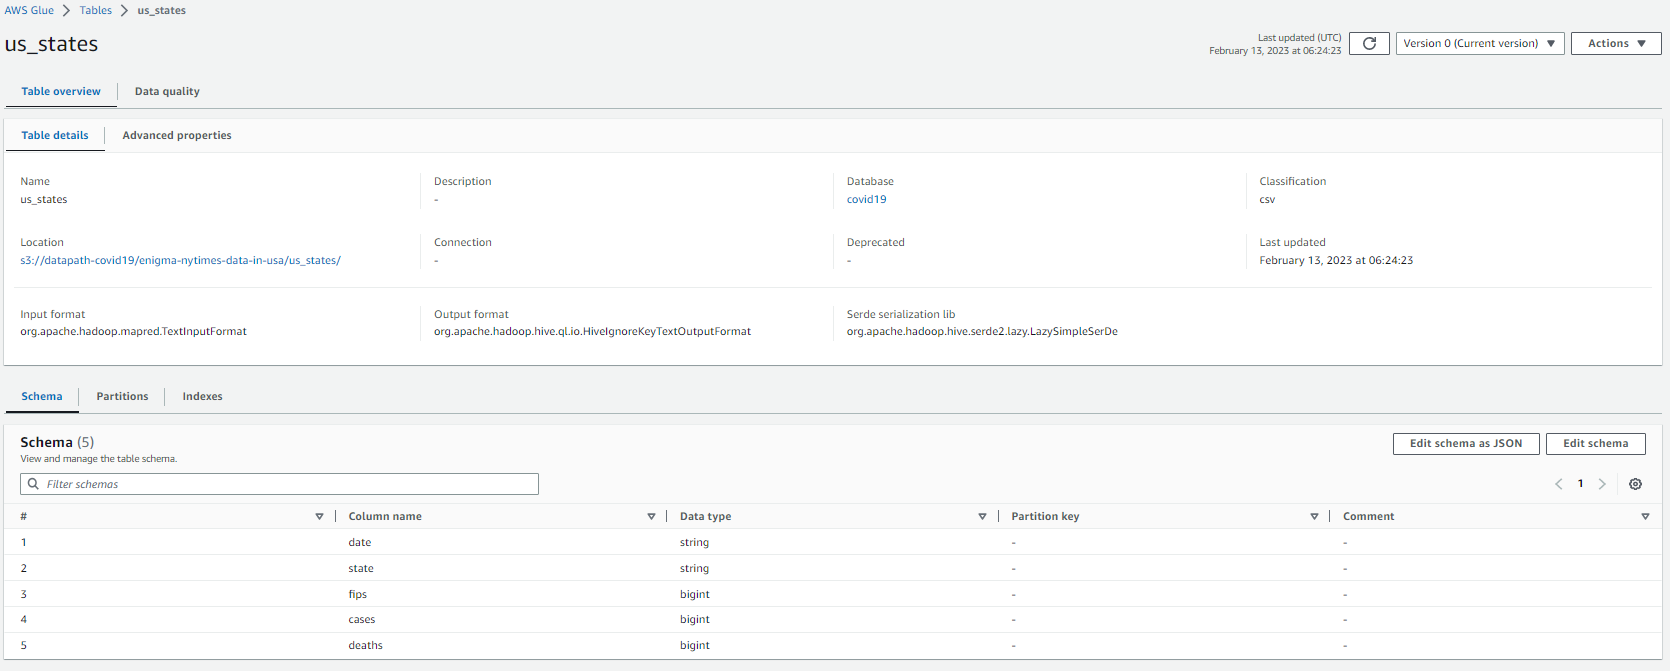 AWS Glue > Tables > us_states
us_states
Last updated (UTC)
February 13, 2023 at 06:24:23
Version 0 (Current version)
Actions
Table overview
Data quality
Table details
Advanced properties
Name
us_states
Description
-
Database
covid19
Classification
csv
Location
s3://datapath-covid19/enigma-nytimes-data-in-usa/us_states/
Connection
-
Deprecated
-
Last updated
February 13, 2023 at 06:24:23
Input format
org.apache.hadoop.mapred.TextInputFormat
Output format
org.apache.hadoop.hive.ql.io.HiveIgnoreKeyTextOutputFormat
Serde serialization lib
org.apache.hadoop.hive.serde2.lazy.LazySimpleSerDe
Schema
Partitions
Indexes
Schema (5)
View and manage the table schema.
Edit schema as JSON
Edit schema
Filter schemas
< 1 >
# Column name Data type Partition key Comment
1 date string - -
2 state string - -
3 fips bigint - -
4 cases bigint - -
5 deaths bigint - -